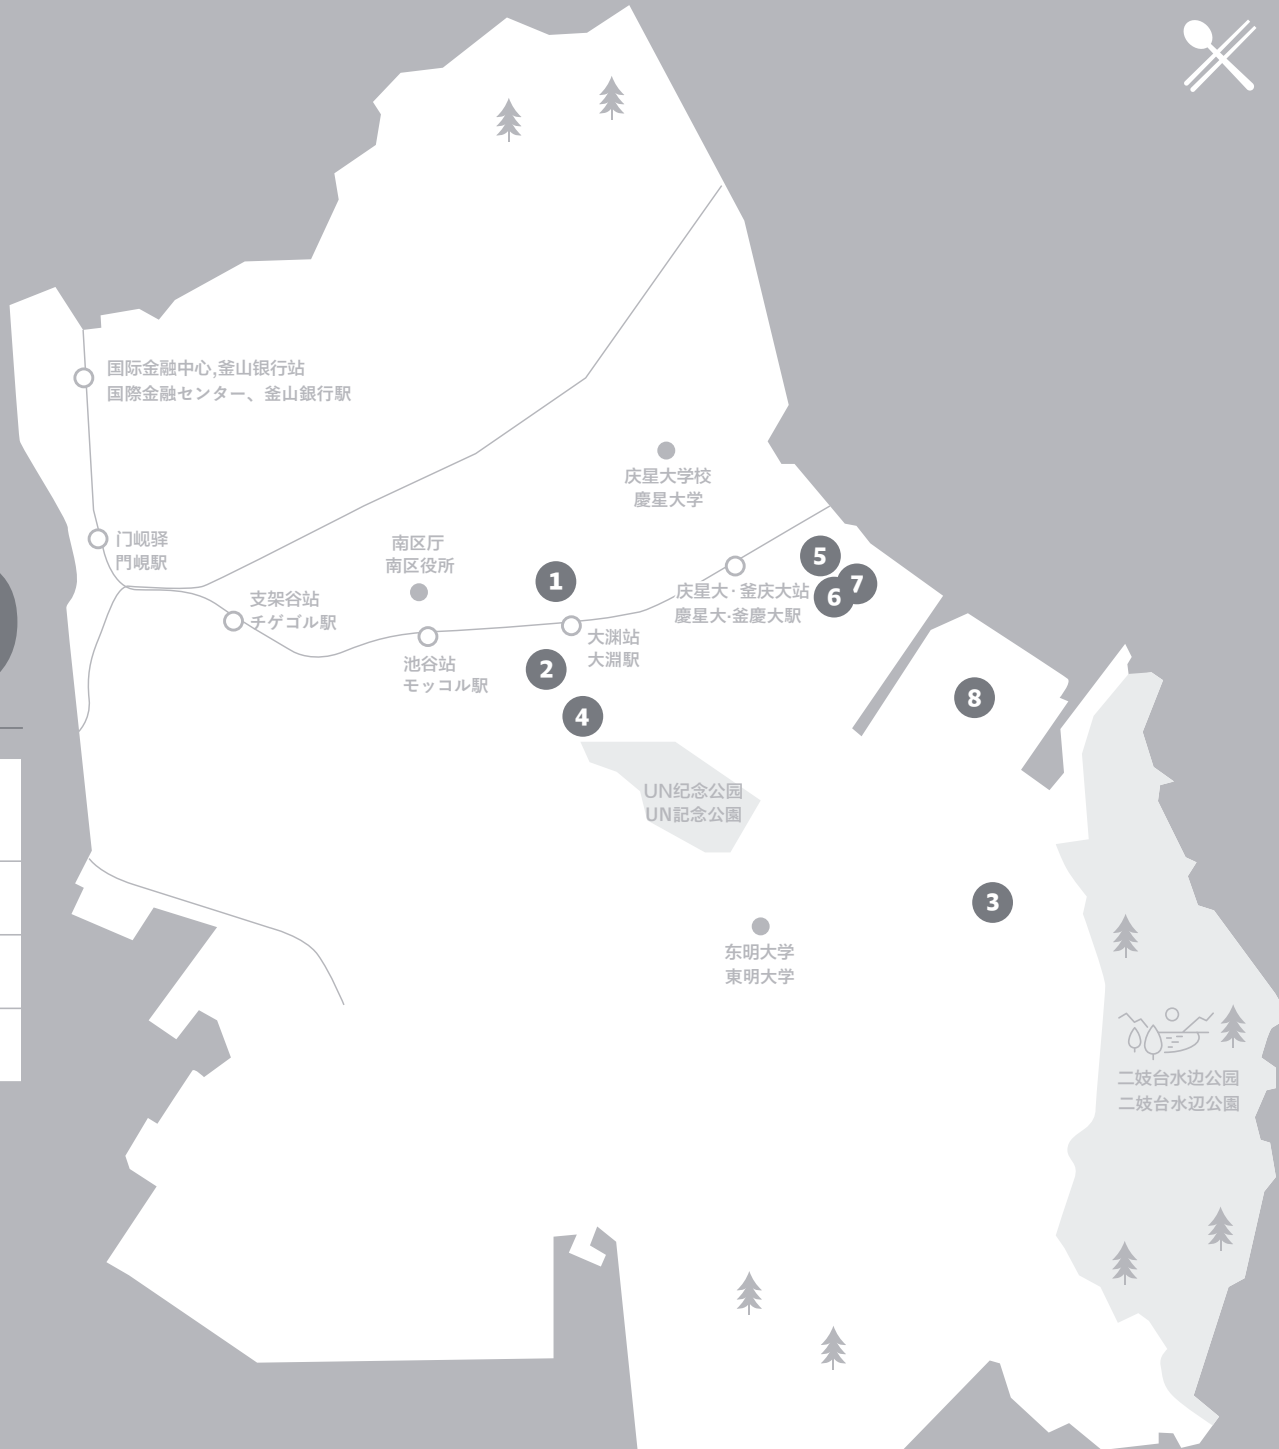 国际金融中心,釜山银行站
国際金融センター、釜山銀行駅
庆星大学校
慶星大学
门岘驿
門峴駅
南区厅
南区役所
5
1
7
6
庆星大·釜庆大站
慶星大·釜慶大駅
支架谷站
チゲゴル駅
大渊站
大淵駅
池谷站
モッコル駅
2
8
4
UN纪念公园
UN記念公園
3
东明大学
東明大学
二妓台水边公园
二妓台水辺公園